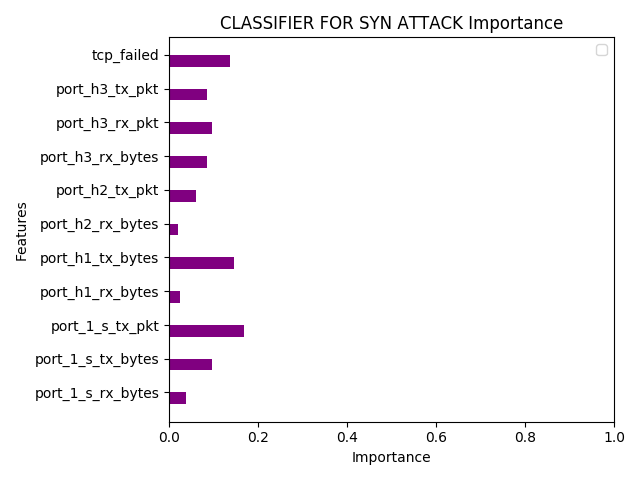 CLASSIFIER FOR SYN ATTACK Importance
tcp_failed
port_h3_tx_pkt
port_h3_rx_pkt
port_h3_rx_bytes
port_h2_tx_pkt
port_h2_rx_bytes
port_h1_tx_bytes
port_h1_rx_bytes
port_1_s_tx_pkt
port_1_s_tx_bytes
port_1_s_rx_bytes
Features
0.0 0.2 0.4 0.6 0.8 1.0
Importance